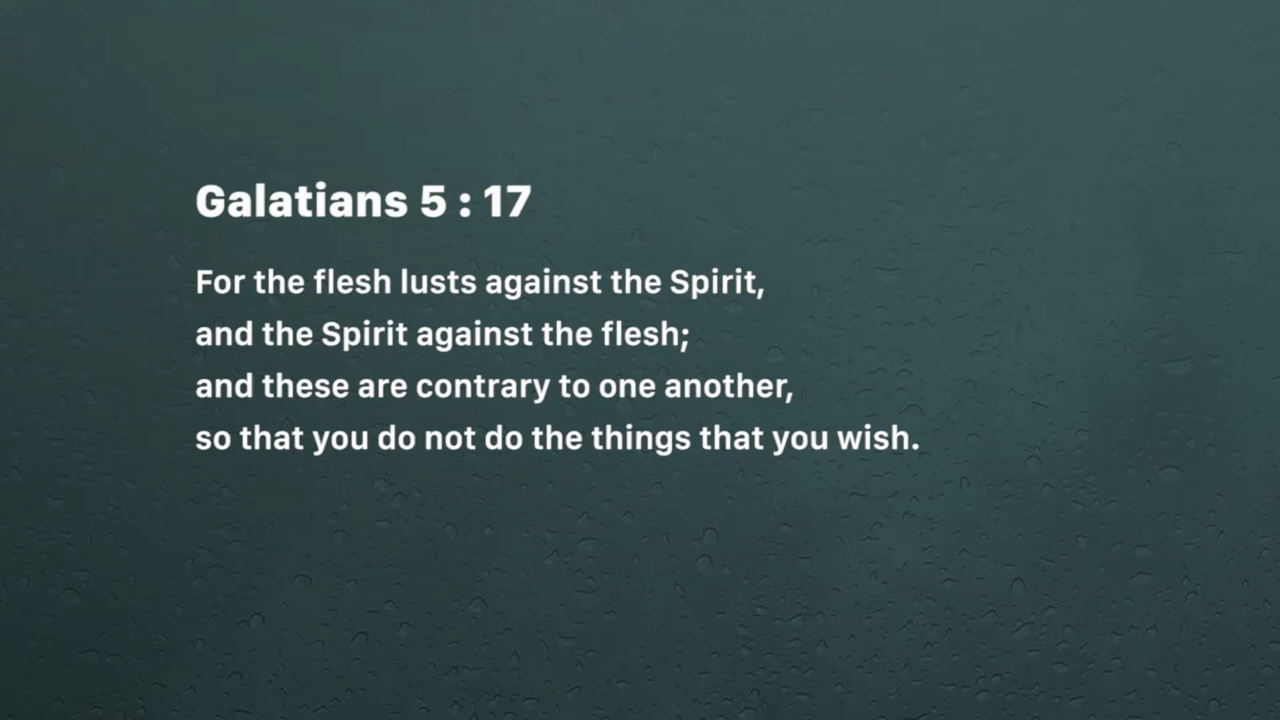 Galatians 5 : 17
For the flesh lusts against the Spirit,
and the Spirit against the flesh;
and these are contrary to one another,
so that you do not do the things that you wish.